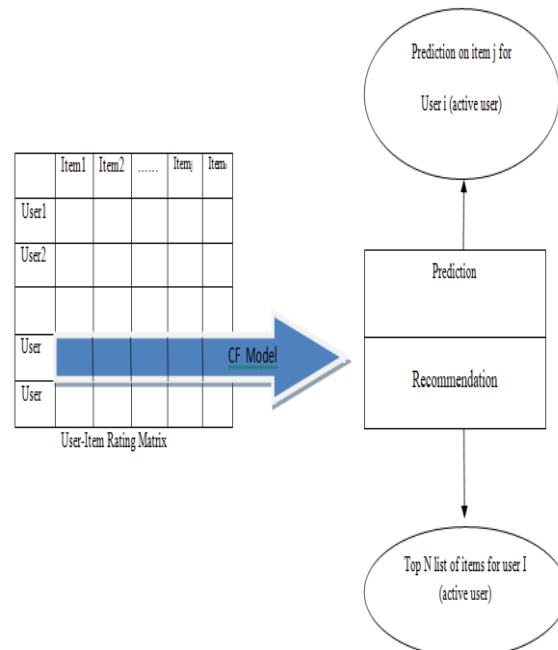 Prediction on item j for
User i (active user)
Item1 Item2 ...... Itemj Itemn
User1
User2
User
User
CF Model
User-Item Rating Matrix
Prediction
Recommendation
Top N list of items for user I
(active user)